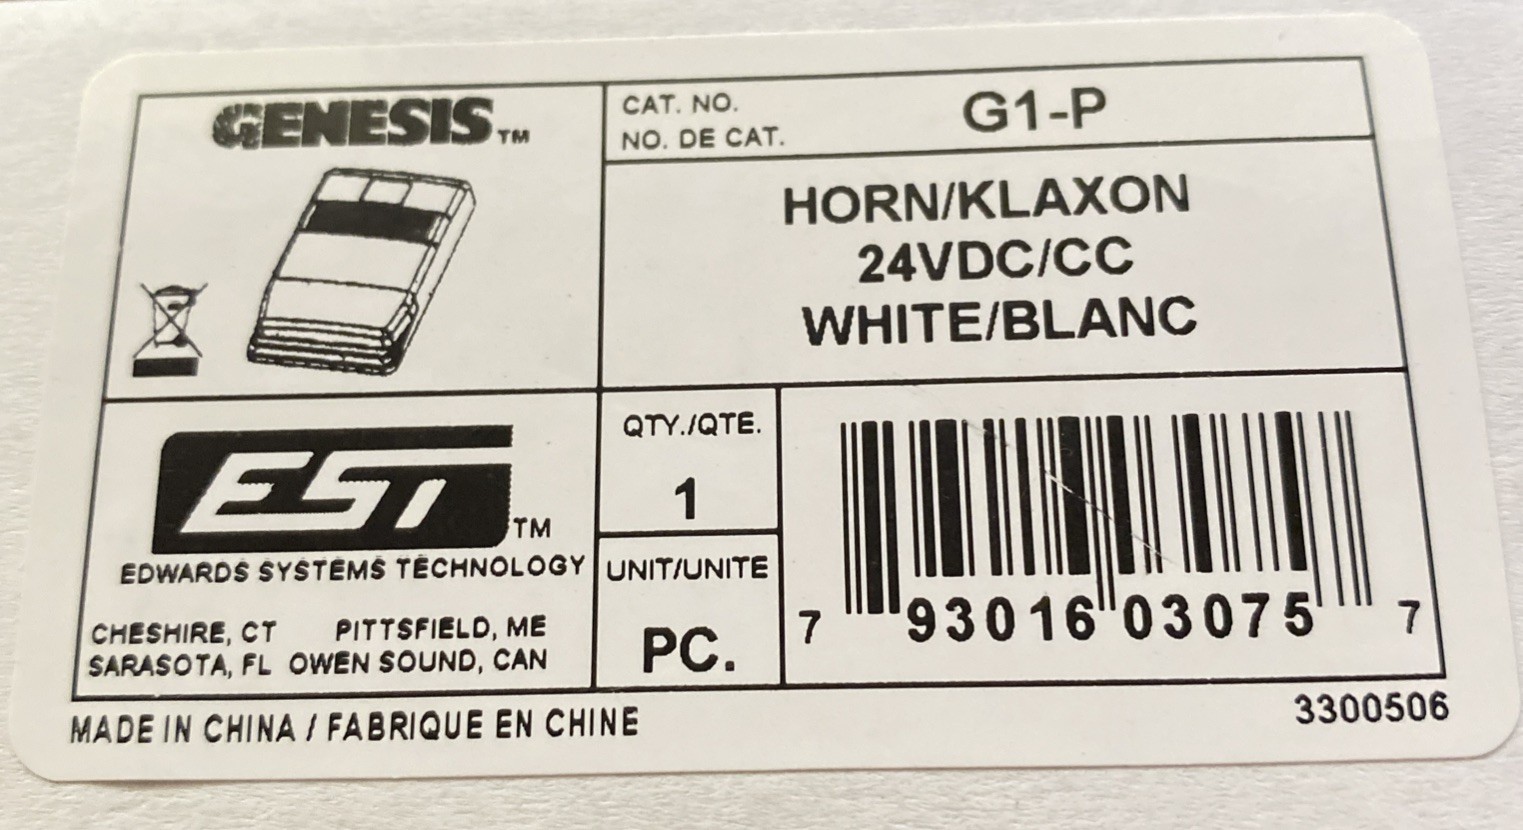 GENESIS™
CAT. NO.
NO. DE CAT.
G1-P
HORN/KLAXON
24VDC/CC
WHITE/BLANC
EST™
EDWARDS SYSTEMS TECHNOLOGY
CHESHIRE, CT PITTSFIELD, ME
SARASOTA, FL OWEN SOUND, CAN
QTY./QTE.
1
UNIT/UNITE
PC.
7 93016 03075 7
MADE IN CHINA / FABRIQUE EN CHINE
3300506